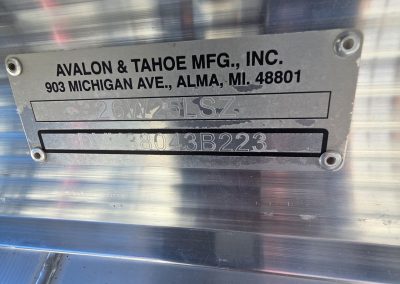 AVALON & TAHOE MFG., INC.
903 MICHIGAN AVE., ALMA, MI. 48801
8043B223